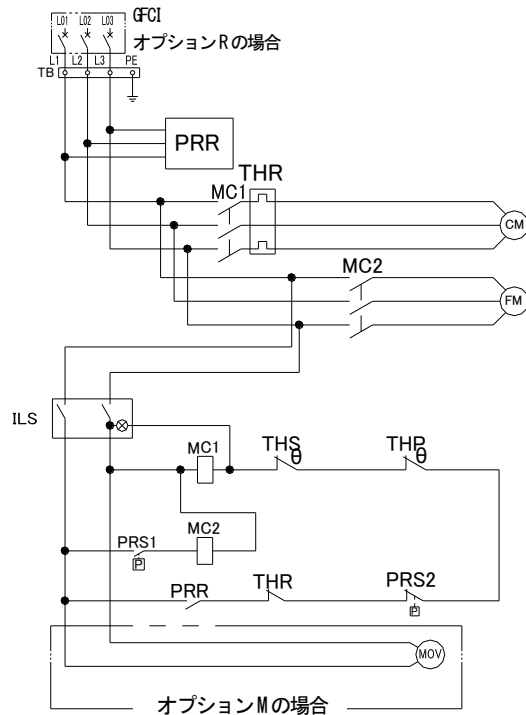 GFCI
L01 L02 L03
オプションRの場合
L1 L2 L3 PE
TB
PRR
THR
MC1
CM
MC2
FM
ILS
MC1 THS THP
θ θ
MC2
PRS1
P
PRR THR PRS2
P
MOV
オプションMの場合